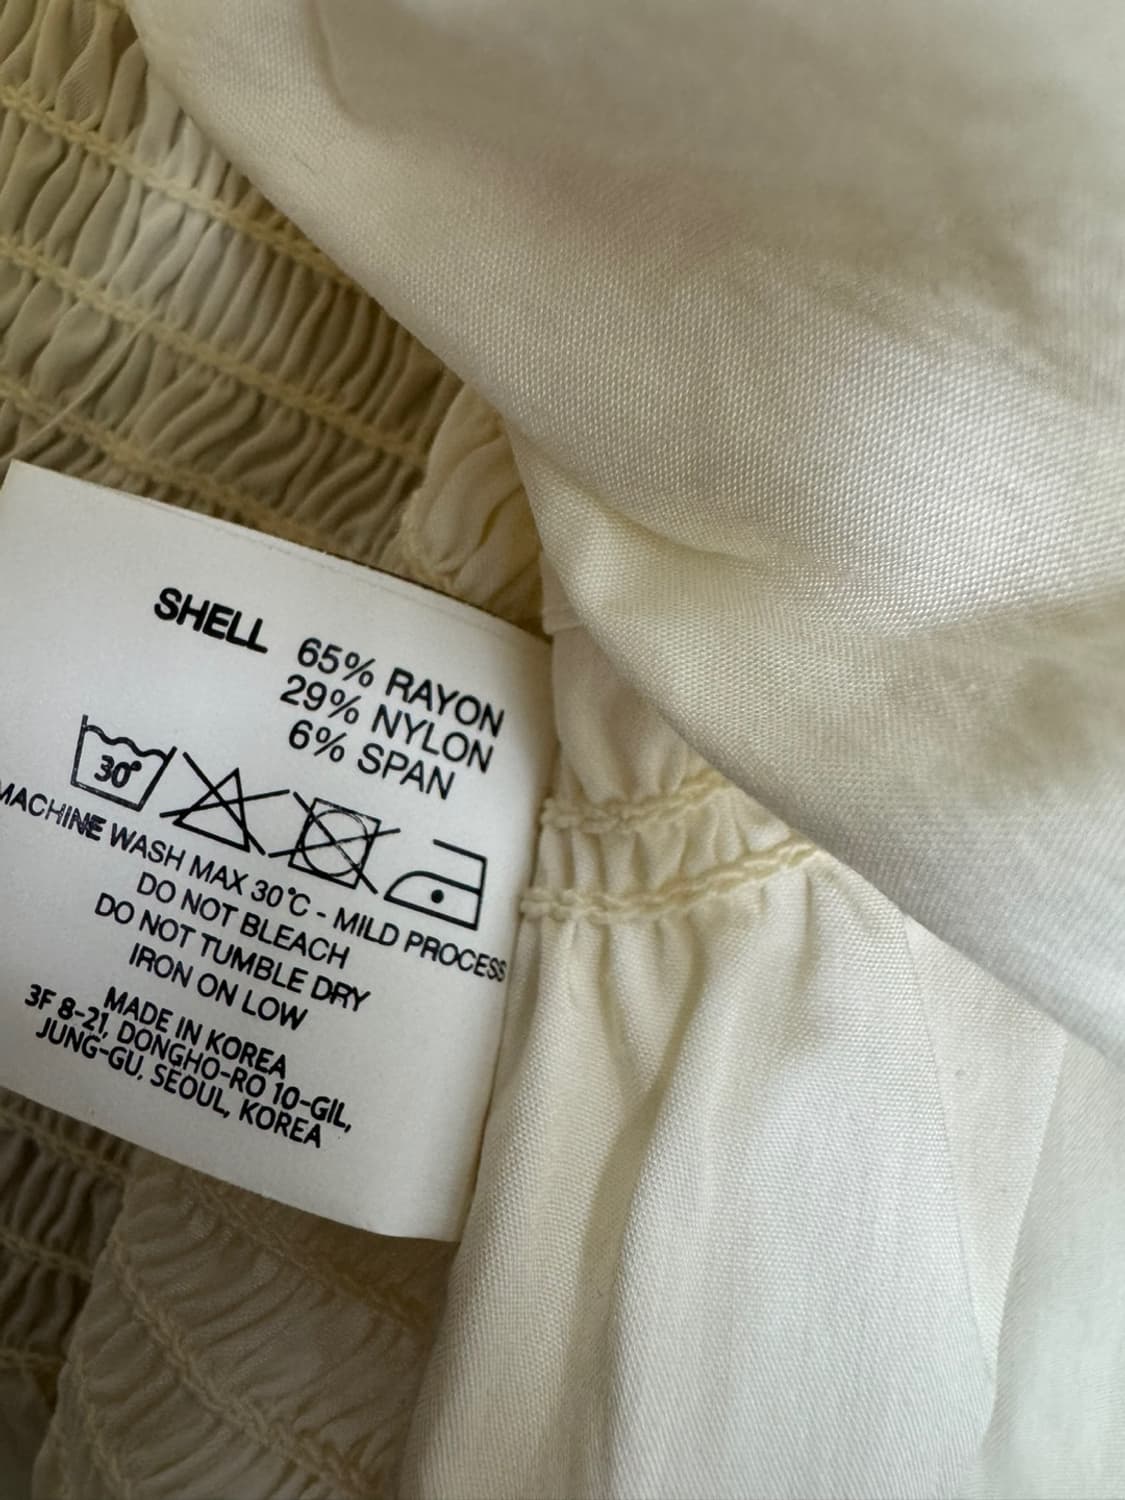 SHELL 65% RAYON
29% NYLON
6% SPAN
30°
MACHINE WASH MAX 30°C - MILD PROCESS
DO NOT BLEACH
DO NOT TUMBLE DRY
IRON ON LOW
MADE IN KOREA
3F 8-21, DONGHO-RO 10-GIL,
JUNG-GU, SEOUL, KOREA